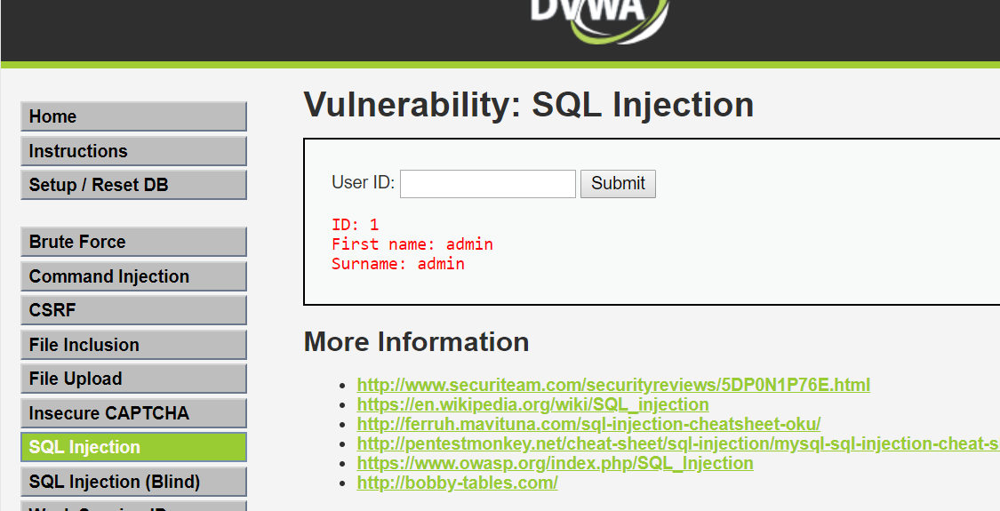 DVWA
Home
Instructions
Setup / Reset DB
Brute Force
Command Injection
CSRF
File Inclusion
File Upload
Insecure CAPTCHA
SQL Injection
SQL Injection (Blind)
Vulnerability: SQL Injection
User ID: Submit
ID: 1
First name: admin
Surname: admin
More Information
http://www.securiteam.com/securityreviews/5DP0N1P76E.html
https://en.wikipedia.org/wiki/SQL_injection
http://ferruh.mavituna.com/sql-injection-cheatsheet-oku/
http://pentestmonkey.net/cheat-sheet/sql-injection/mysql-sql-injection-cheat-s
https://www.owasp.org/index.php/SQL_Injection
http://bobby-tables.com/